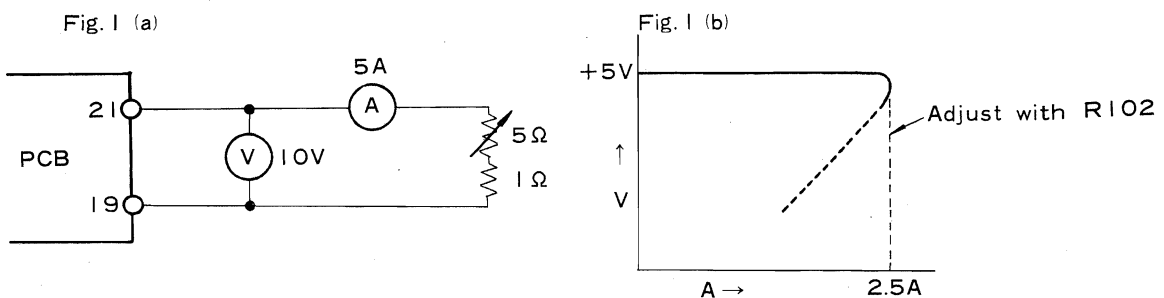 Fig. 1 (a)
5A
21
A
5Ω
PCB
V
10V
1Ω
19
Fig. 1 (b)
+5V
Adjust with R102
↑
V
A →
2.5A